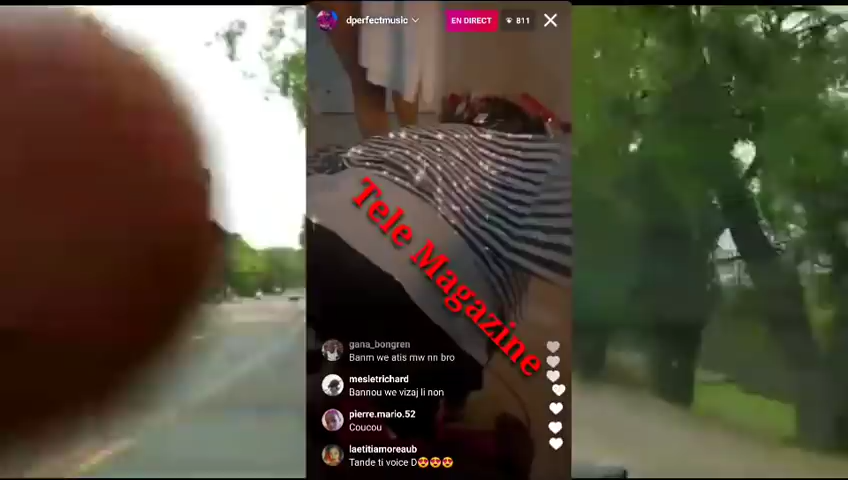 dperfectmusic
EN DIRECT
811
Tele Magazine
gana_bongren
Banm we atis mw nn bro
mesletrichard
Bannou we vizaj li non
pierre.mario.52
Coucou
laetitiamoreaub
Tande ti voice D😍😍😍